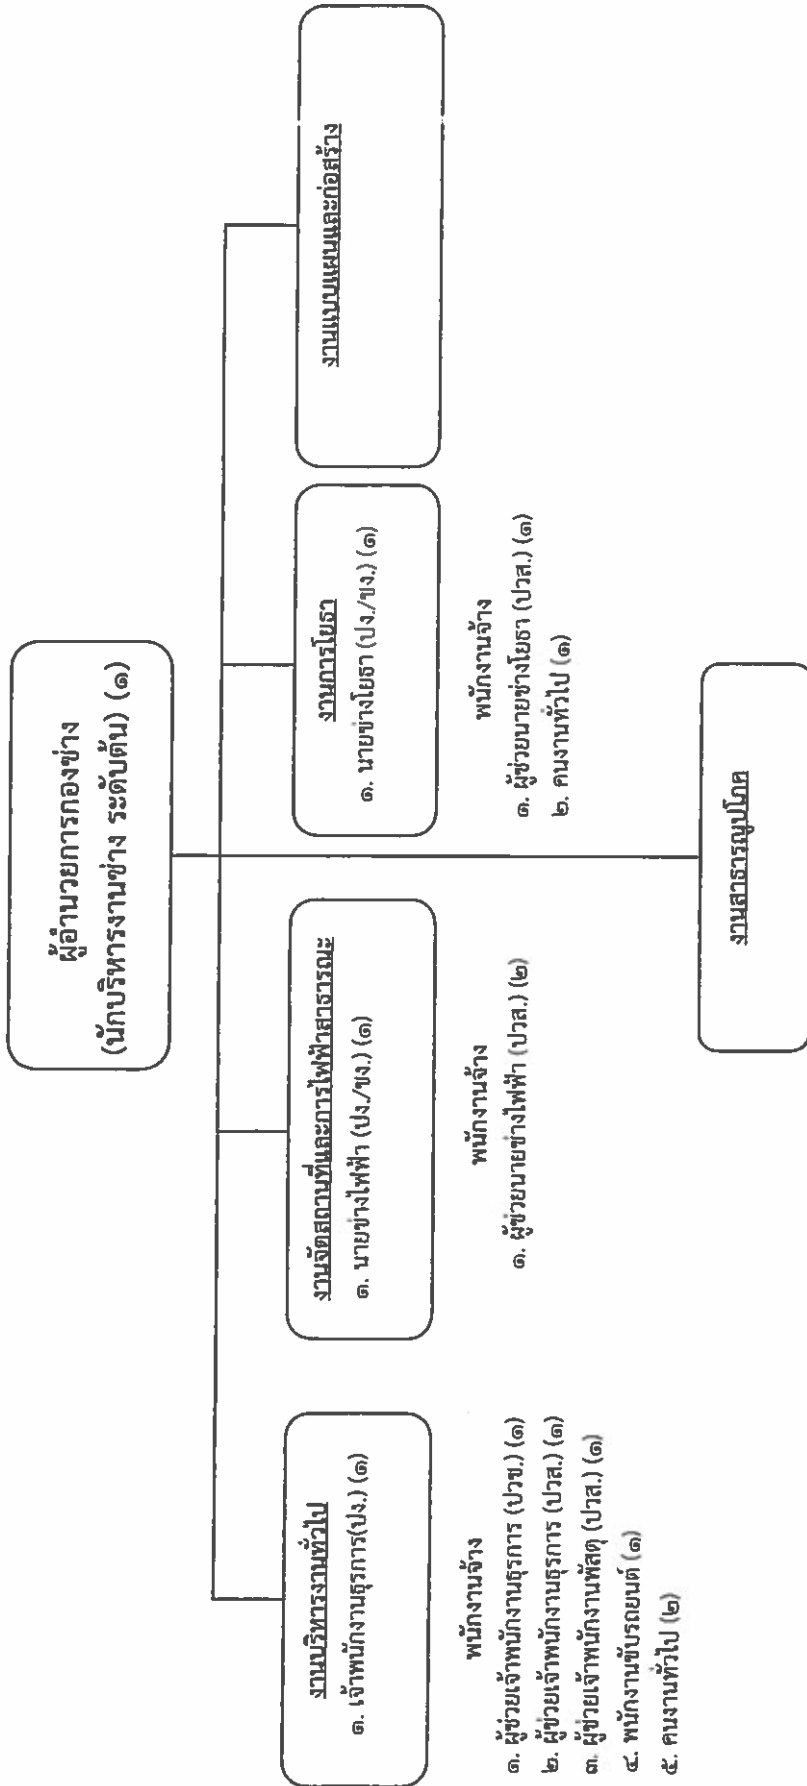 ผู้อำนวยการกองช่าง
(นักบริหารงานช่าง ระดับต้น) (๑)
งานบริหารงานทั่วไป
๑. เจ้าพนักงานธุรการ(ปง.) (๑)
พนักงานจ้าง
๑. ผู้ช่วยเจ้าพนักงานธุรการ (ปวช.) (๑)
๒. ผู้ช่วยเจ้าพนักงานธุรการ (ปวส.) (๑)
๓. ผู้ช่วยเจ้าพนักงานพัสดุ (ปวส.) (๑)
๔. พนักงานขับรถยนต์ (๑)
๕. คนงานทั่วไป (๒)
งานจัดสถานที่และการไฟฟ้าสาธารณะ
๑. นายช่างไฟฟ้า (ปง./ชง.) (๑)
พนักงานจ้าง
๑. ผู้ช่วยนายช่างไฟฟ้า (ปวส.) (๒)
งานการโยธา
๑. นายช่างโยธา (ปง./ชง.) (๑)
พนักงานจ้าง
๑. ผู้ช่วยนายช่างโยธา (ปวส.) (๑)
๒. คนงานทั่วไป (๑)
งานแบบแผนและก่อสร้าง
งานสาธารณูปโภค